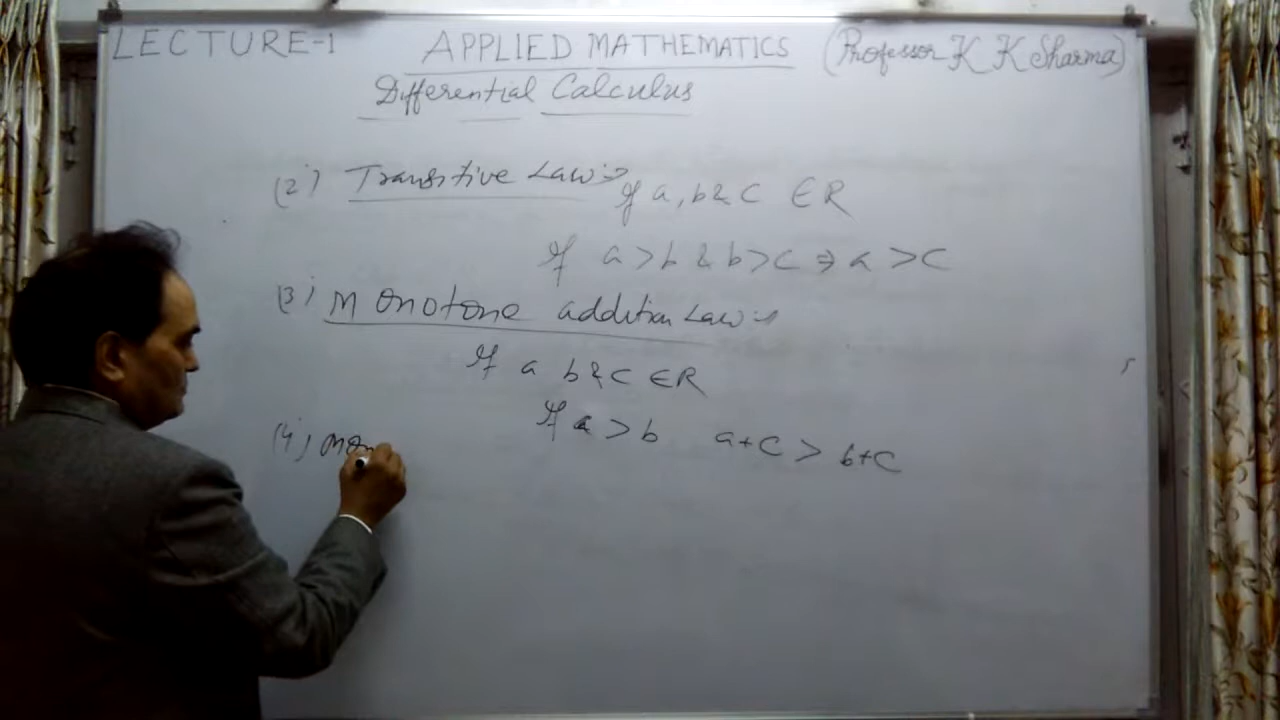 LECTURE-1 APPLIED MATHEMATICS (Professor K K Sharma)
Differential Calculus
(2) Transitive Law:-> If a, b & C ∈ R
If a > b & b > c ⇒ a > C
(3) Monotone addition Law:-
If a b & C ∈ R
If a > b a+C > b+C
(4) Mon